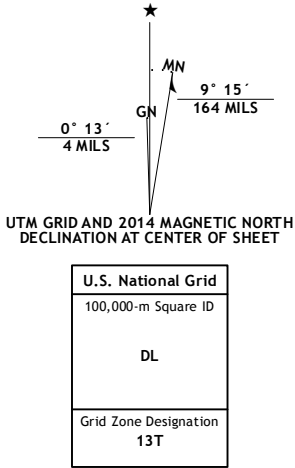 ★
MN
9° 15´
164 MILS
GN
0° 13´
4 MILS
UTM GRID AND 2014 MAGNETIC NORTH
DECLINATION AT CENTER OF SHEET
U.S. National Grid
100,000-m Square ID
DL
Grid Zone Designation
13T